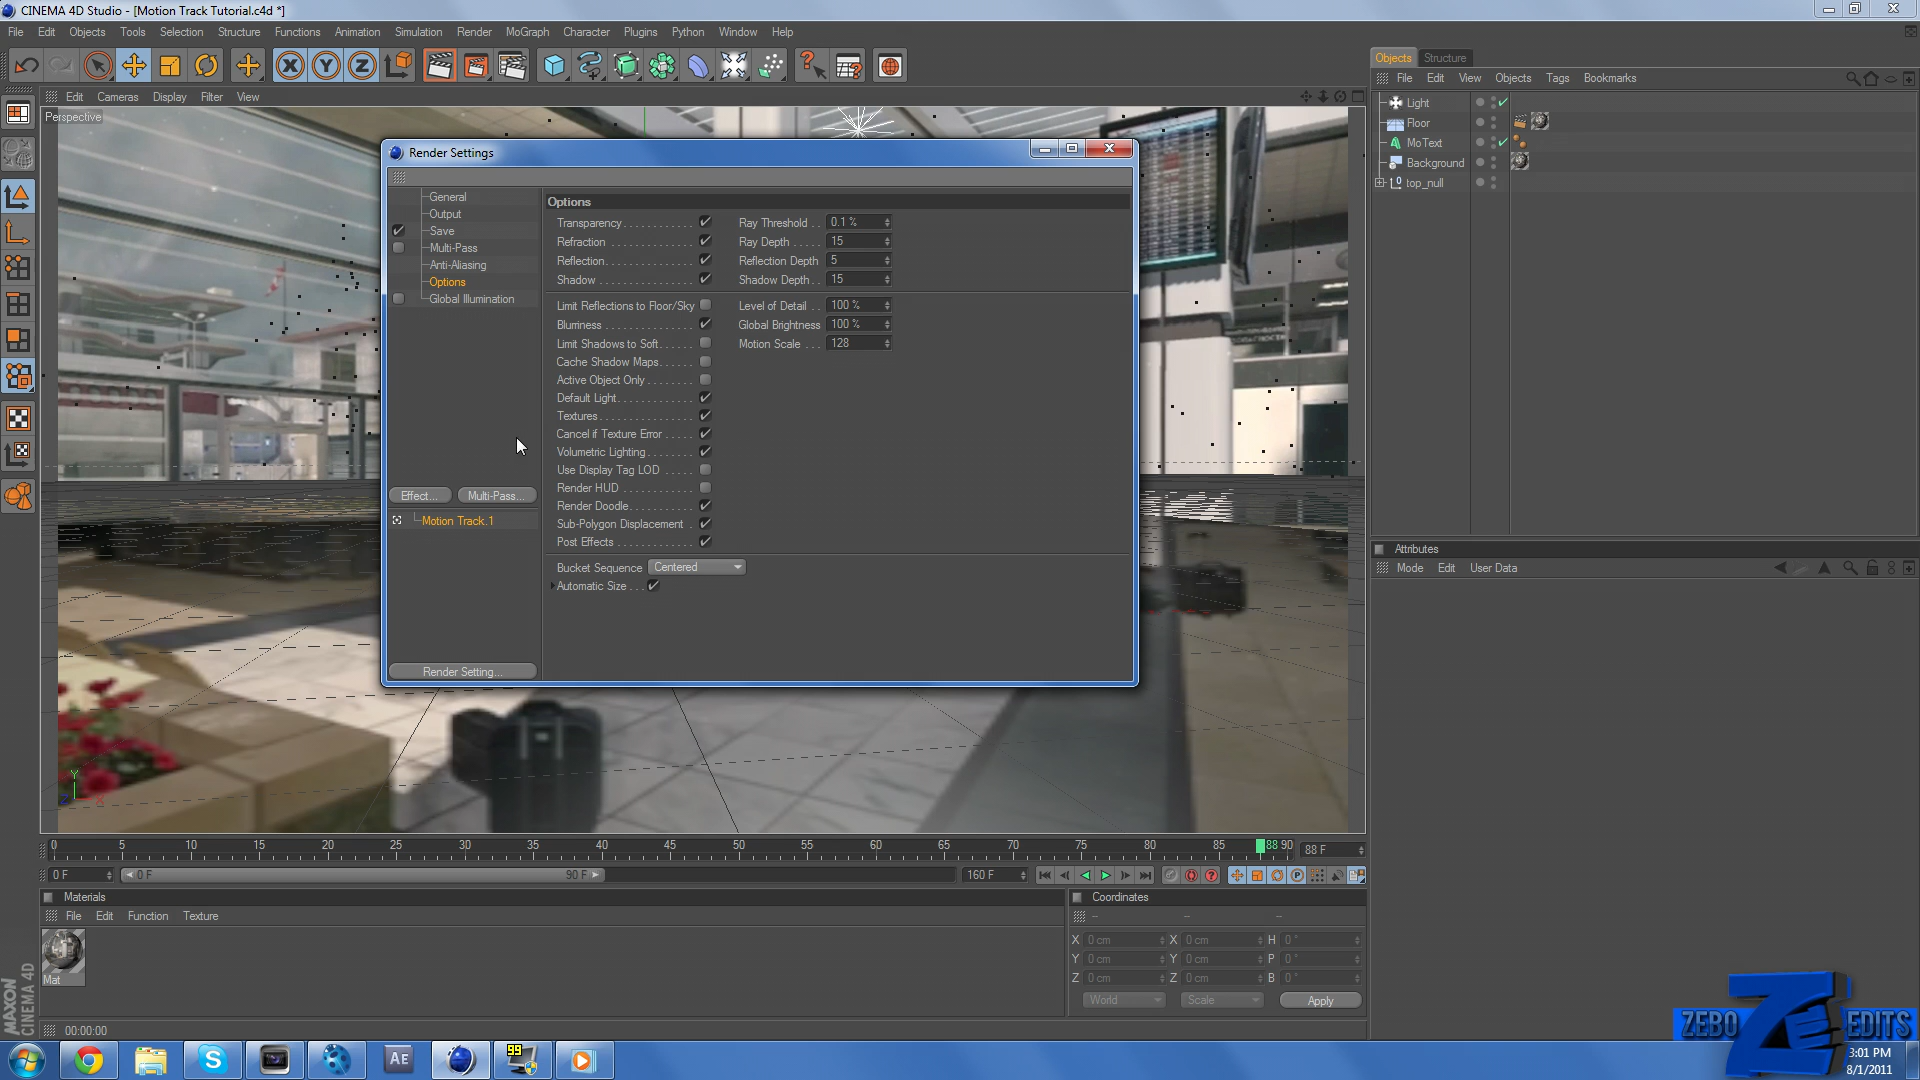 CINEMA 4D Studio - [Motion Track Tutorial.c4d *]
File Edit Objects Tools Selection Structure Functions Animation Simulation Render MoGraph Character Plugins Python Window Help
Objects Structure
File Edit View Objects Tags Bookmarks
Edit Cameras Display Filter View
Perspective
Light
Floor
MoText
Background
top_null
Render Settings
General
Output
Save
Multi-Pass
Anti-Aliasing
Options
Global Illumination
Effect... Multi-Pass...
Motion Track.1
Render Setting...
Options
Transparency Ray Threshold 0.1 %
Refraction Ray Depth 15
Reflection Reflection Depth 5
Shadow Shadow Depth 15
Limit Reflections to Floor/Sky Level of Detail 100 %
Blurriness Global Brightness 100 %
Limit Shadows to Soft Motion Scale 128
Cache Shadow Maps
Active Object Only
Default Light
Textures
Cancel if Texture Error
Volumetric Lighting
Use Display Tag LOD
Render HUD
Render Doodle
Sub-Polygon Displacement
Post Effects
Bucket Sequence Centered
Automatic Size
Attributes
Mode Edit User Data
Y
X
Z
0 5 10 15 20 25 30 35 40 45 50 55 60 65 70 75 80 85 88 90 88 F
0 F 0 F 90 F 160 F
Materials
File Edit Function Texture
Mat
Coordinates
-- -- --
X 0 cm X 0 cm H 0 °
Y 0 cm Y 0 cm P 0 °
Z 0 cm Z 0 cm B 0 °
World Scale Apply
MAXON
CINEMA 4D
00:00:00
ZEBO EDITS
AE
99
3:01 PM
8/1/2011